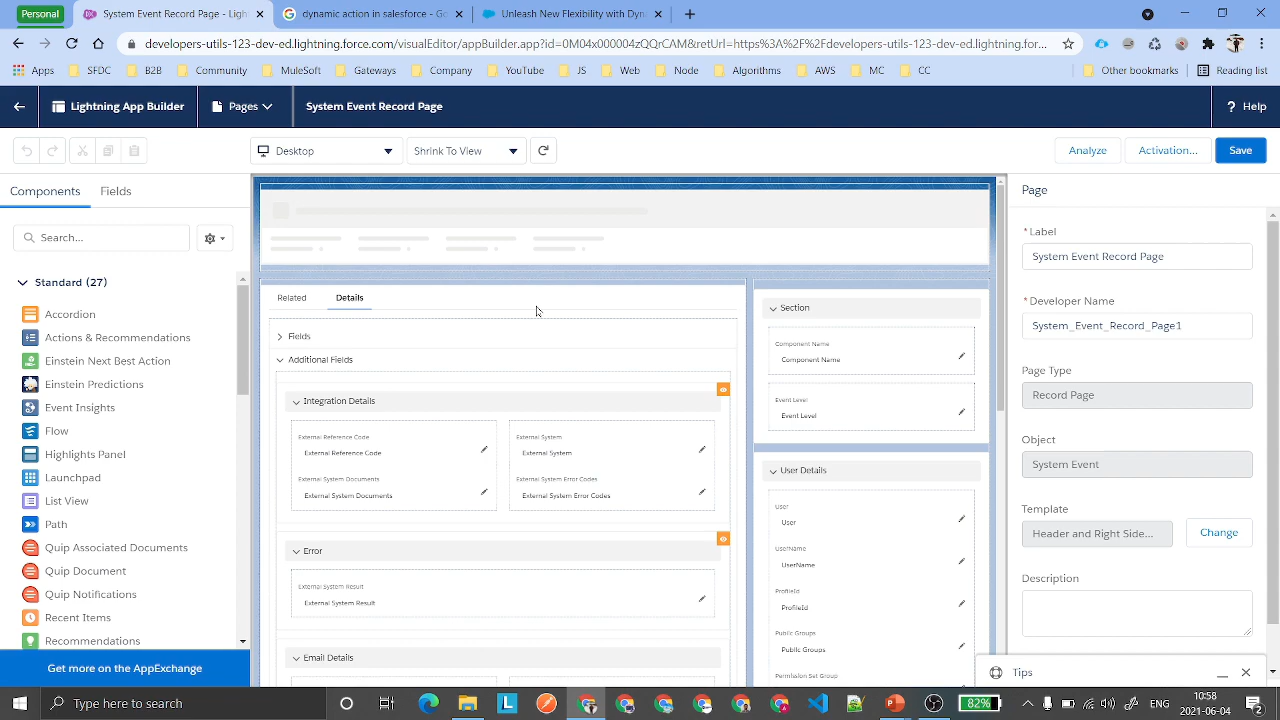 Personal
Developers Page - Light
dynamic action in salesforce - Go
Unleash New Flexibility with Dyn
developers-utils-123-dev-ed.lightning.force.com/visualEditor/appBuilder.app?id=0M04x000004zQQrCAM&retUrl=https%3A%2F%2Fdevelopers-utils-123-dev-ed.lightning.for...
Apps SFDC B2B Community MuleSoft Gateways Company YouTube JS Web Node Algorithms AWS MC CC Other bookmarks Reading list
Lightning App Builder Pages System Event Record Page ? Help
Desktop Shrink To View Analyze Activation... Save
Components Fields
Search...
Standard (27)
Accordion
Actions & Recommendations
Einstein Next Best Action
Einstein Predictions
Event Insights
Flow
Highlights Panel
Launchpad
List View
Path
Quip Associated Documents
Quip Document
Quip Notifications
Recent Items
Recommendations
Get more on the AppExchange
Related Details
Fields
Additional Fields
Integration Details
External Reference Code
External Reference Code
External System
External System
External System Documents
External System Documents
External System Error Codes
External System Error Codes
Error
External System Result
External System Result
Email Details
Section
Component Name
Component Name
Event Level
Event Level
User Details
User
User
UserName
UserName
ProfileId
ProfileId
Public Groups
Public Groups
Permission Set Group
Page
*Label
System Event Record Page
*Developer Name
System_Event_Record_Page1
Page Type
Record Page
Object
System Event
Template
Header and Right Side...
Change
Description
Tips
Type here to search
82%
ENG
10:58
2021-06-04
2